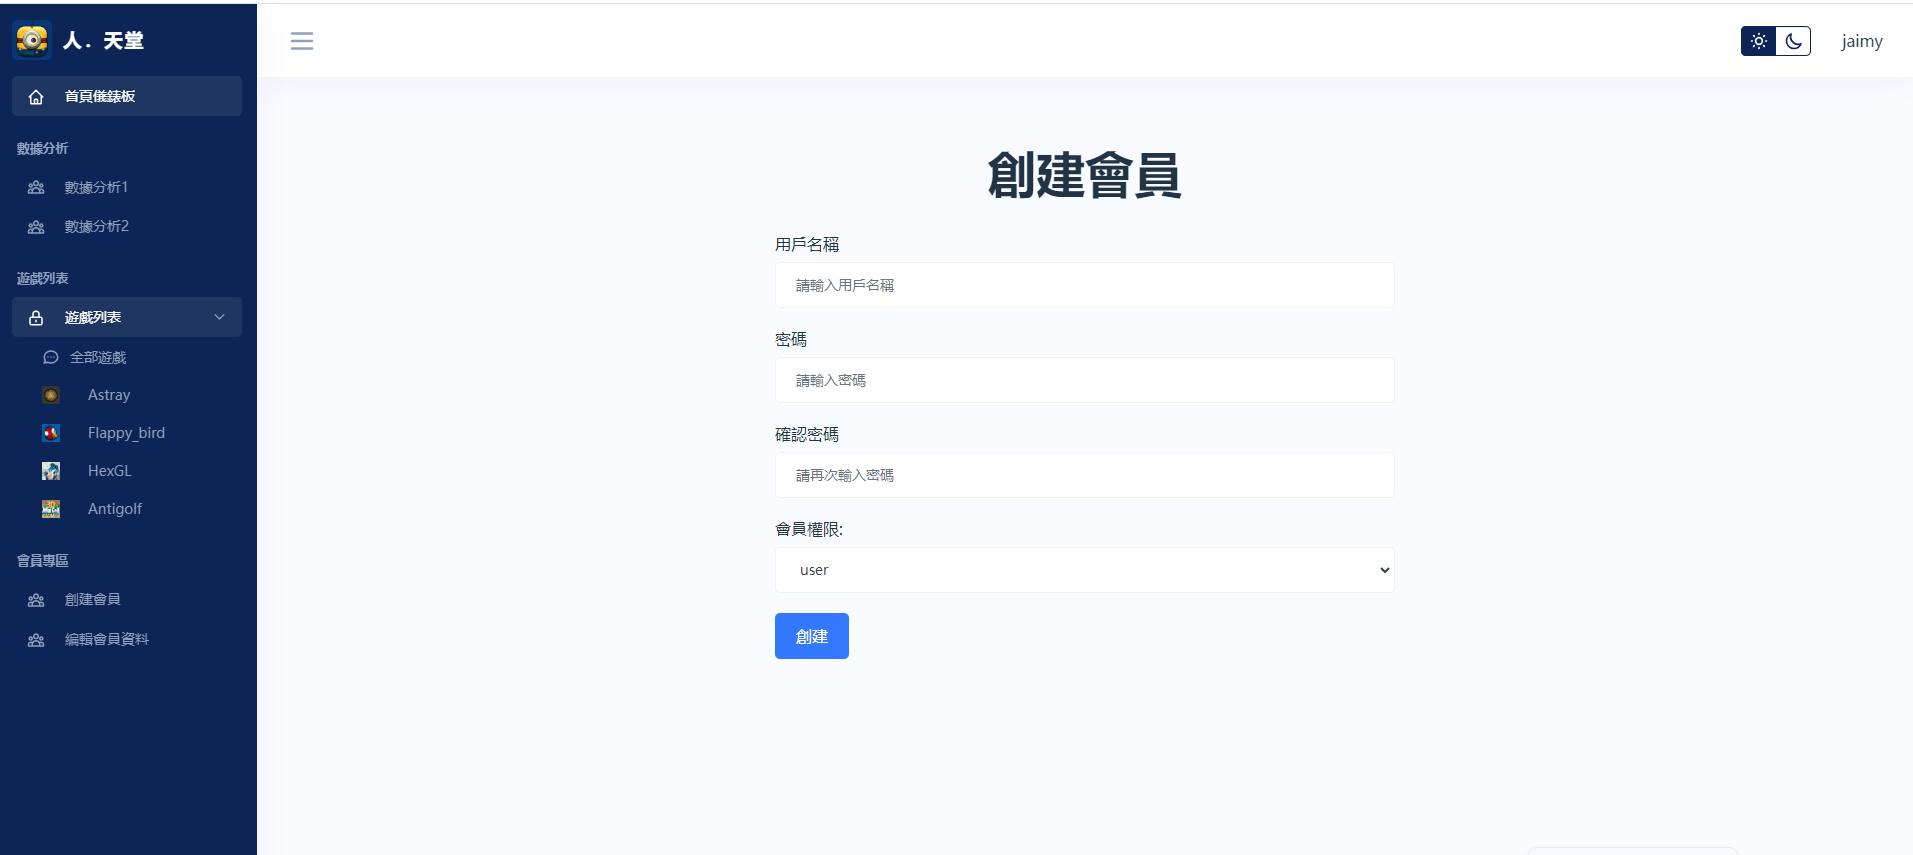 人．天堂
首頁儀錶板
數據分析
數據分析1
數據分析2
遊戲列表
遊戲列表
全部遊戲
Astray
Flappy_bird
HexGL
Antigolf
會員專區
創建會員
編輯會員資料
jaimy
創建會員
用戶名稱
請輸入用戶名稱
密碼
請輸入密碼
確認密碼
請再次輸入密碼
會員權限:
user
創建